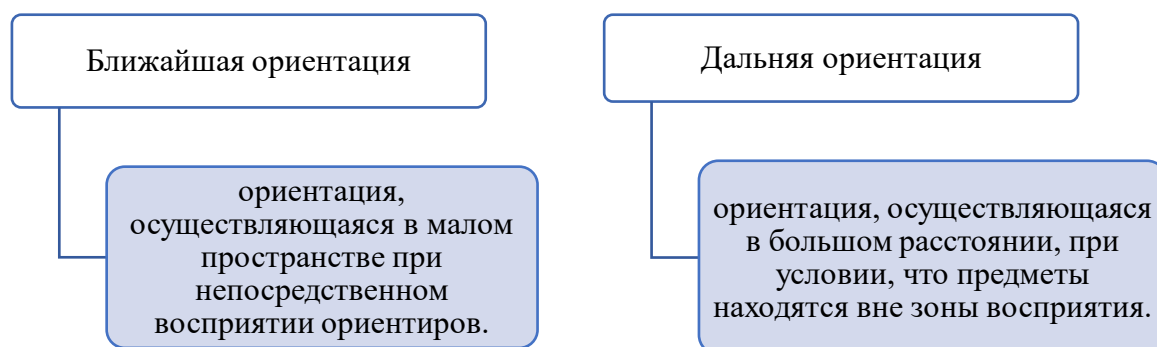 Ближайшая ориентация
ориентация,
осуществляющаяся в малом
пространстве при
непосредственном
восприятии ориентиров.
Дальняя ориентация
ориентация, осуществляющаяся
в большом расстоянии, при
условии, что предметы
находятся вне зоны восприятия.